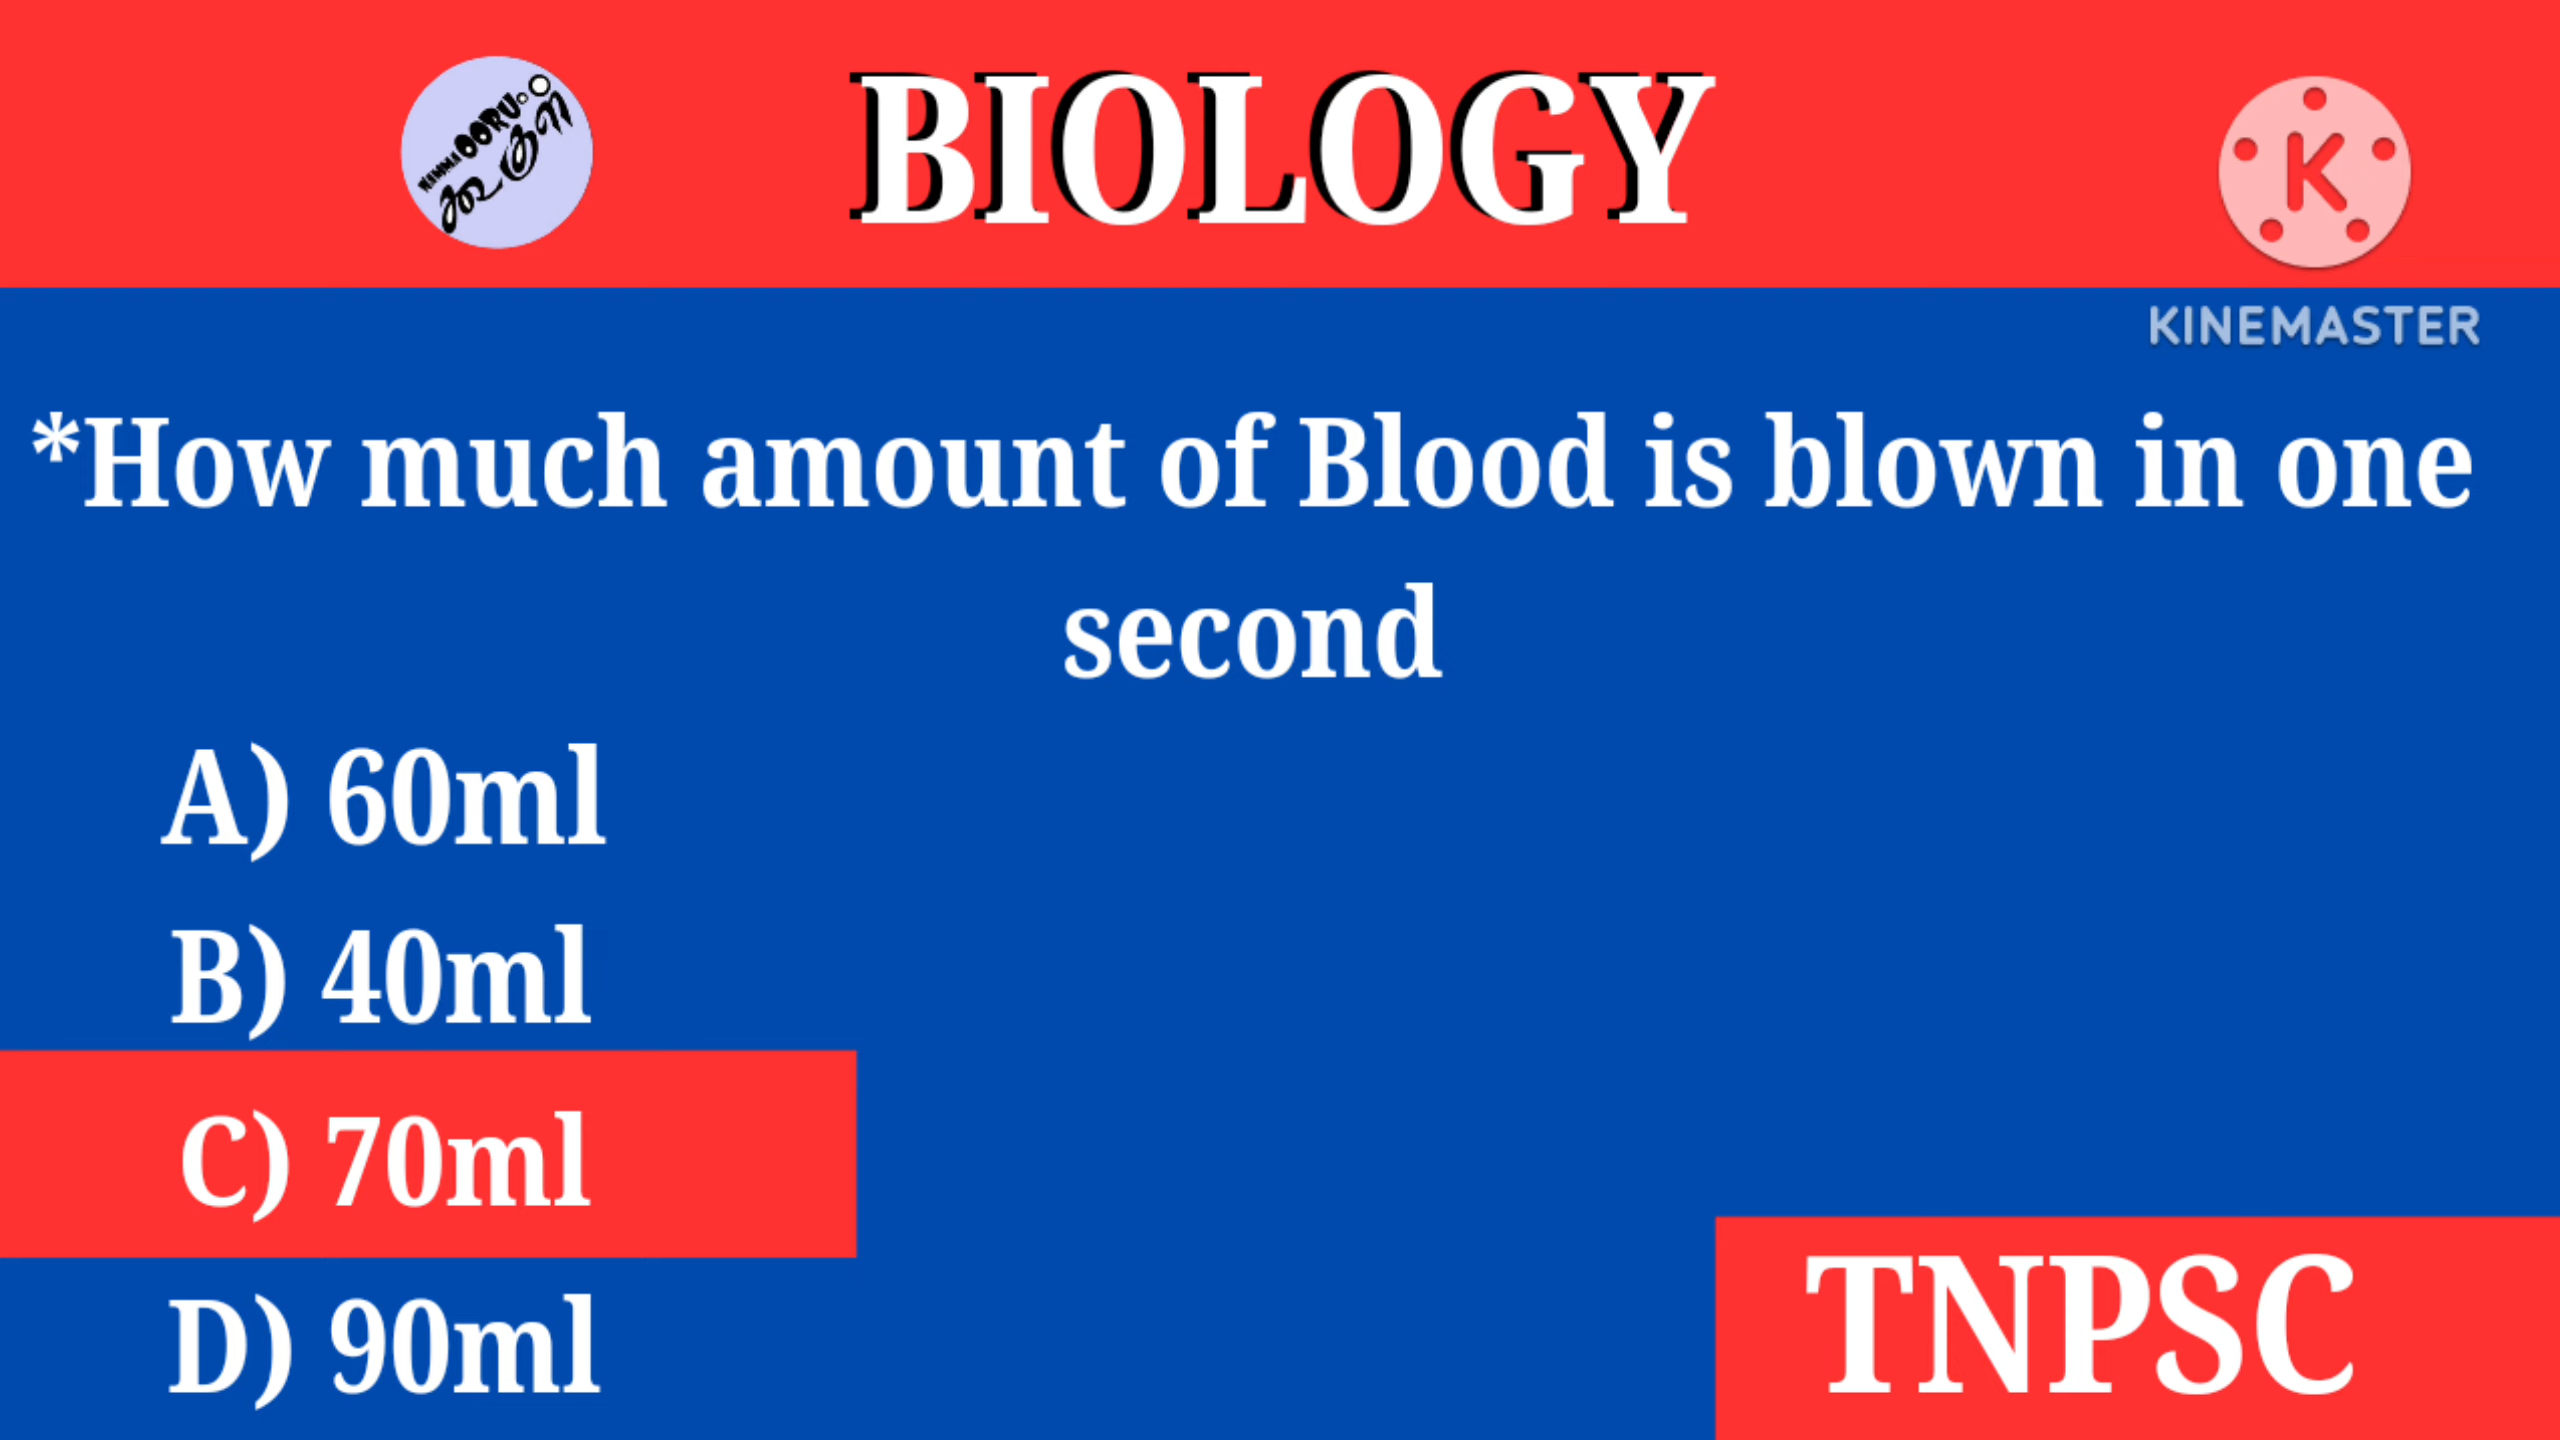 BIOLOGY
KINEMASTER
*How much amount of Blood is blown in one
second
A) 60ml
B) 40ml
C) 70ml
D) 90ml
TNPSC